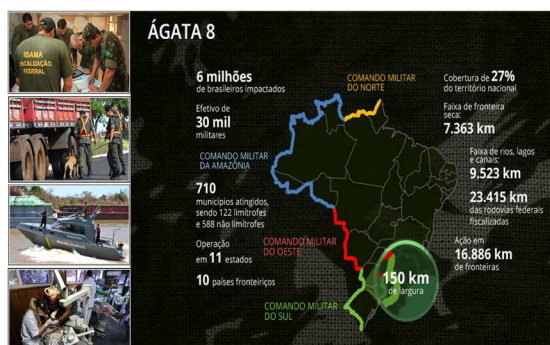 IBAMA
FISCALIZAÇÃO
FEDERAL
ÁGATA 8
6 milhões
de brasileiros impactados
Efetivo de
30 mil
militares
COMANDO MILITAR
DA AMAZÔNIA
710
municípios atingidos,
sendo 122 limítrofes
e 588 não limítrofes
Operação
em 11 estados
10 países fronteiriços
COMANDO MILITAR
DO NORTE
COMANDO MILITAR
DO OESTE
COMANDO MILITAR
DO SUL
150 km
de largura
Cobertura de 27%
do território nacional
Faixa de fronteira
seca:
7.363 km
Faixa de rios, lagos
e canais:
9,523 km
23.415 km
das rodovias federais
fiscalizadas
Ação em
16.886 km
de fronteiras